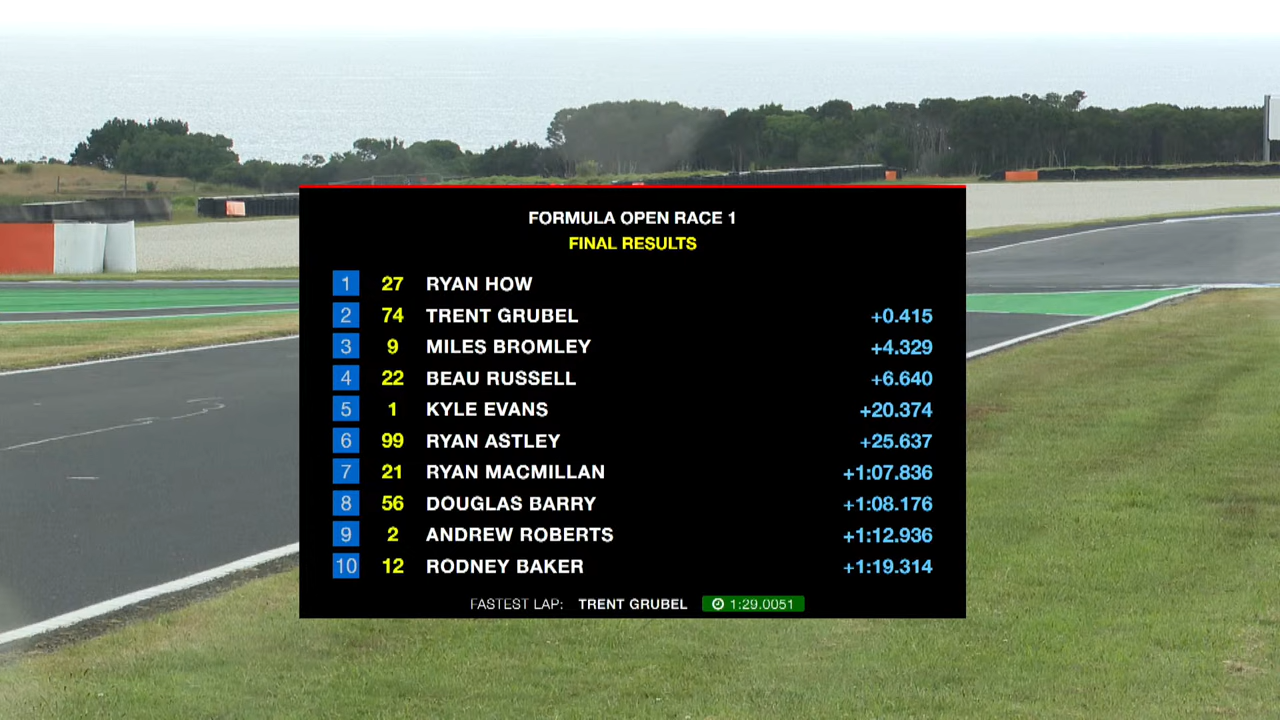 FORMULA OPEN RACE 1
FINAL RESULTS
1 27 RYAN HOW
2 74 TRENT GRUBEL +0.415
3 9 MILES BROMLEY +4.329
4 22 BEAU RUSSELL +6.640
5 1 KYLE EVANS +20.374
6 99 RYAN ASTLEY +25.637
7 21 RYAN MACMILLAN +1:07.836
8 56 DOUGLAS BARRY +1:08.176
9 2 ANDREW ROBERTS +1:12.936
10 12 RODNEY BAKER +1:19.314
FASTEST LAP: TRENT GRUBEL 1:29.0051